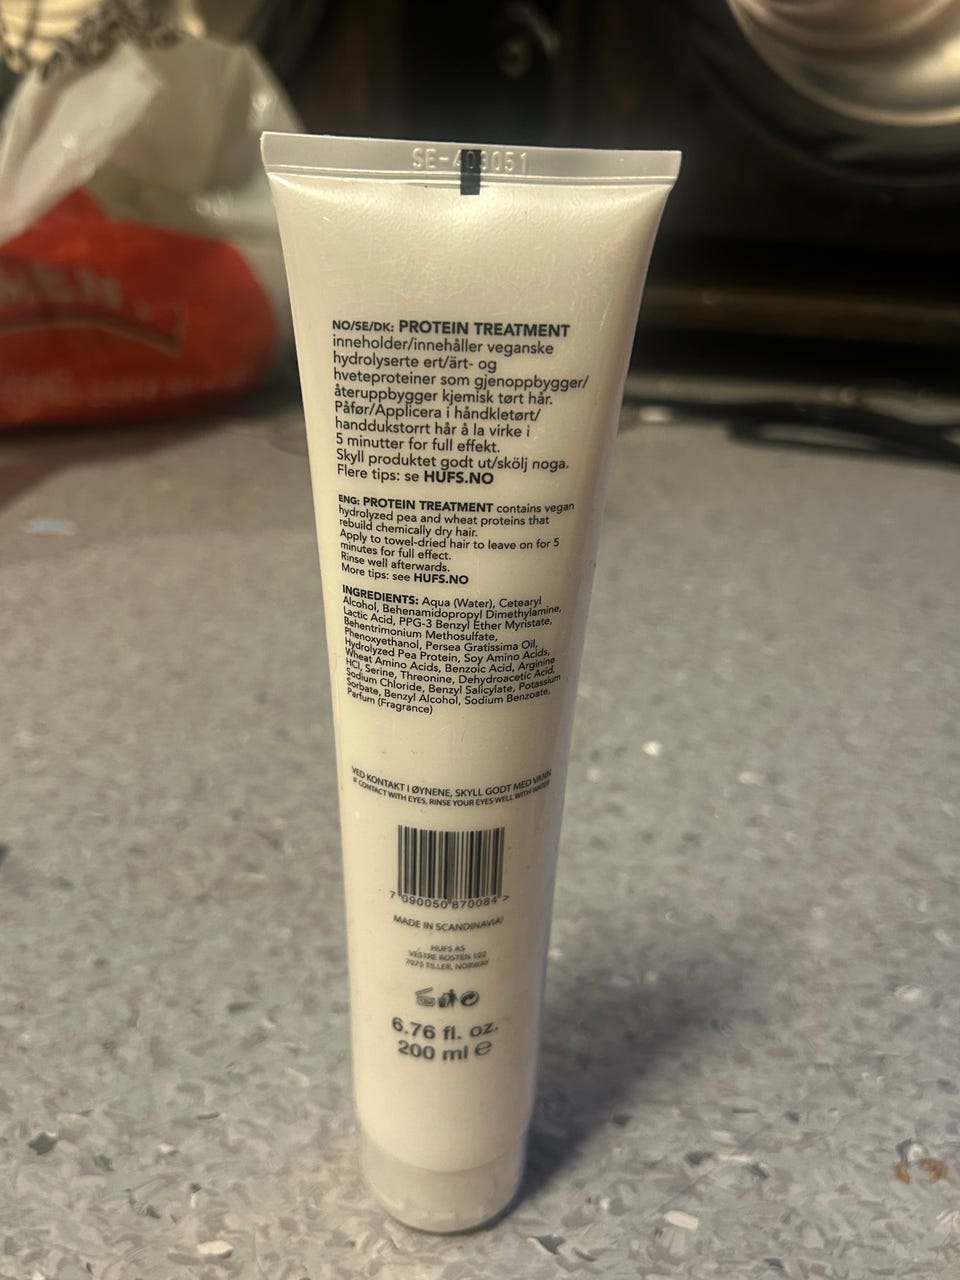 SE-403051
NO/SE/DK: PROTEIN TREATMENT
inneholder/innehåller veganske
hydrolyserte ert/ärt- og
hveteproteiner som gjenoppbygger/
återuppbygger kjemisk tørt hår.
Påfør/Applicera i håndkletørt/
handdukstorrt hår å la virke i
5 minutter for full effekt.
Skyll produktet godt ut/skölj noga.
Flere tips: se HUFS.NO
ENG: PROTEIN TREATMENT contains vegan
hydrolyzed pea and wheat proteins that
rebuild chemically dry hair.
Apply to towel-dried hair to leave on for 5
minutes for full effect.
Rinse well afterwards.
More tips: see HUFS.NO
INGREDIENTS: Aqua (Water), Cetearyl
Alcohol, Behenamidopropyl Dimethylamine,
Lactic Acid, PPG-3 Benzyl Ether Myristate,
Behentrimonium Methosulfate,
Phenoxyethanol, Persea Gratissima Oil,
Hydrolyzed Pea Protein, Soy Amino Acids,
Wheat Amino Acids, Benzoic Acid, Arginine
HCl, Serine, Threonine, Dehydroacetic Acid,
Sodium Chloride, Benzyl Salicylate, Potassium
Sorbate, Benzyl Alcohol, Sodium Benzoate,
Parfum (Fragrance)
VED KONTAKT I ØYNENE, SKYLL GODT MED VANN
IF CONTACT WITH EYES, RINSE YOUR EYES WELL WITH WATER
7 090050 870084 >
MADE IN SCANDINAVIA!
HUFS AS
VESTRE ROSTEN 102
7075 TILLER, NORWAY
6.76 fl. oz.
200 ml ℮